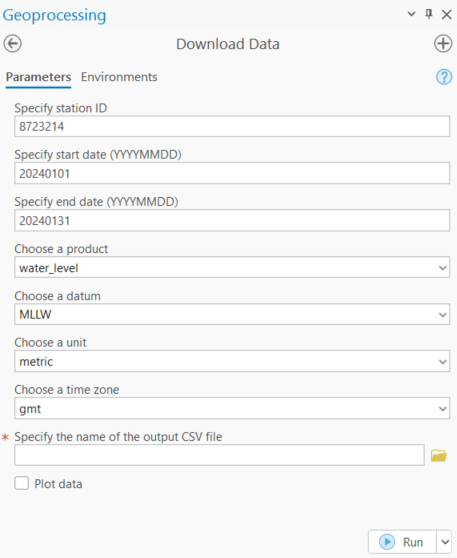 Geoprocessing
Download Data
Parameters Environments
Specify station ID
8723214
Specify start date (YYYYMMDD)
20240101
Specify end date (YYYYMMDD)
20240131
Choose a product
water_level
Choose a datum
MLLW
Choose a unit
metric
Choose a time zone
gmt
* Specify the name of the output CSV file
Plot data
Run